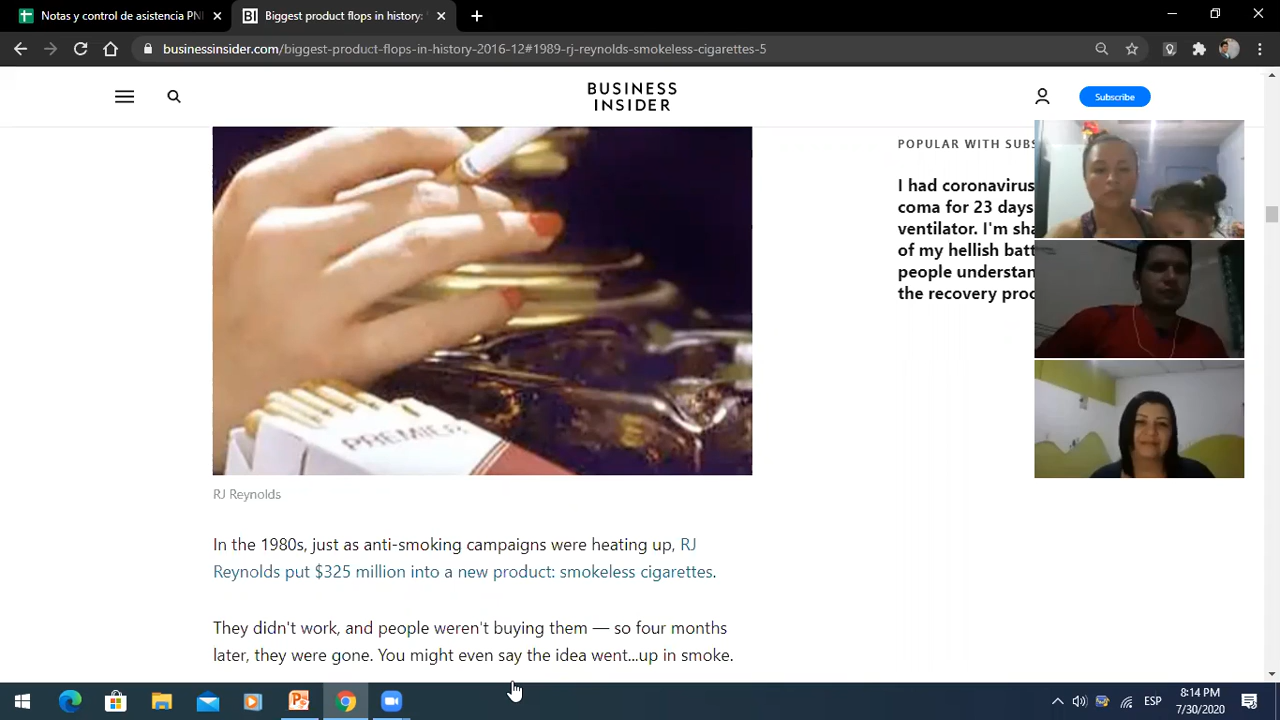 Notas y control de asistencia PN
Biggest product flops in history:
businessinsider.com/biggest-product-flops-in-history-2016-12#1989-rj-reynolds-smokeless-cigarettes-5
BUSINESS
INSIDER
Subscribe
PREMIER
RJ Reynolds
In the 1980s, just as anti-smoking campaigns were heating up, RJ
Reynolds put $325 million into a new product: smokeless cigarettes.
They didn't work, and people weren't buying them — so four months
later, they were gone. You might even say the idea went...up in smoke.
POPULAR WITH SUBS
I had coronavirus
coma for 23 days
ventilator. I'm sha
of my hellish batt
people understan
the recovery proc
ESP
8:14 PM
7/30/2020